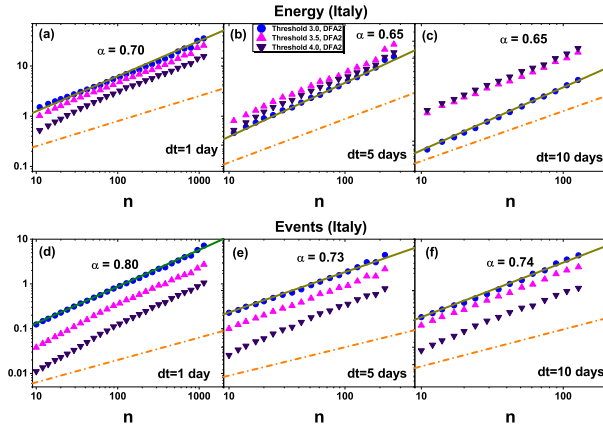 Energy (Italy)
(a)
α = 0.70
(b)
Threshold 3.0, DFA2
Threshold 3.5, DFA2
Threshold 4.0, DFA2
α = 0.65
(c)
α = 0.65
10
1
0.1
dt=1 day
dt=5 days
dt=10 days
10 100 1000
10 100
10 100
n n n
Events (Italy)
(d)
α = 0.80
(e)
α = 0.73
(f)
α = 0.74
10
1
0.1
0.01
dt=1 day
dt=5 days
dt=10 days
10 100 1000
10 100
10 100
n n n